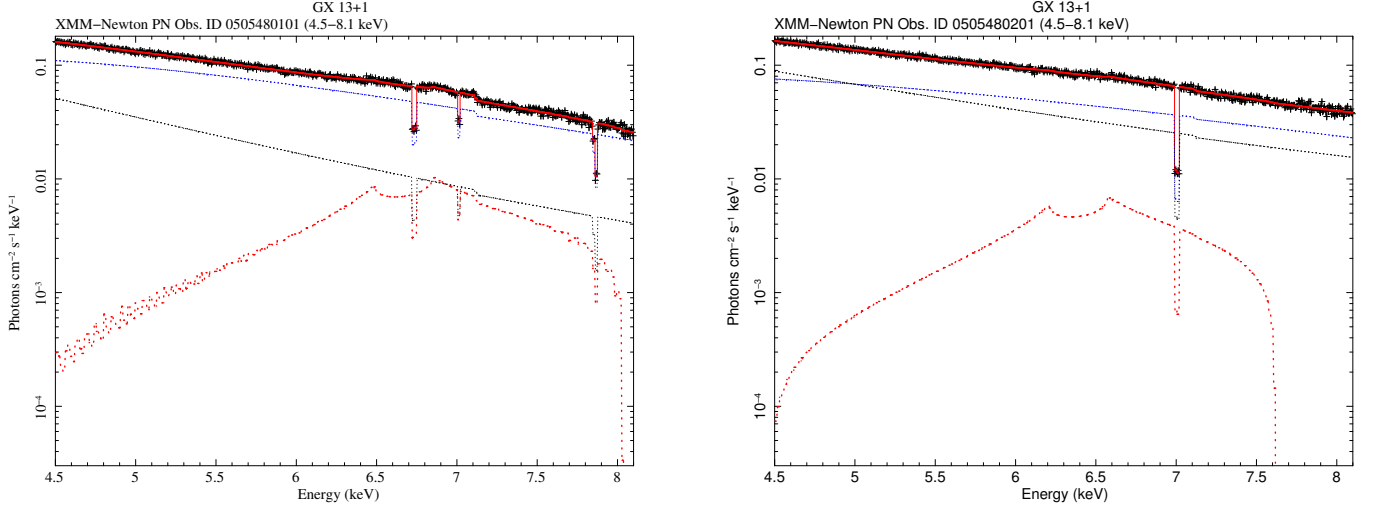 GX 13+1
XMM−Newton PN Obs. ID 0505480101 (4.5−8.1 keV)
Photons cm−2 s−1 keV−1
0.1
0.01
10−3
10−4
4.5 5 5.5 6 6.5 7 7.5 8
Energy (keV)
GX 13+1
XMM−Newton PN Obs. ID 0505480201 (4.5−8.1 keV)
Photons cm−2 s−1 keV−1
0.1
0.01
10−3
10−4
4.5 5 5.5 6 6.5 7 7.5 8
Energy (keV)